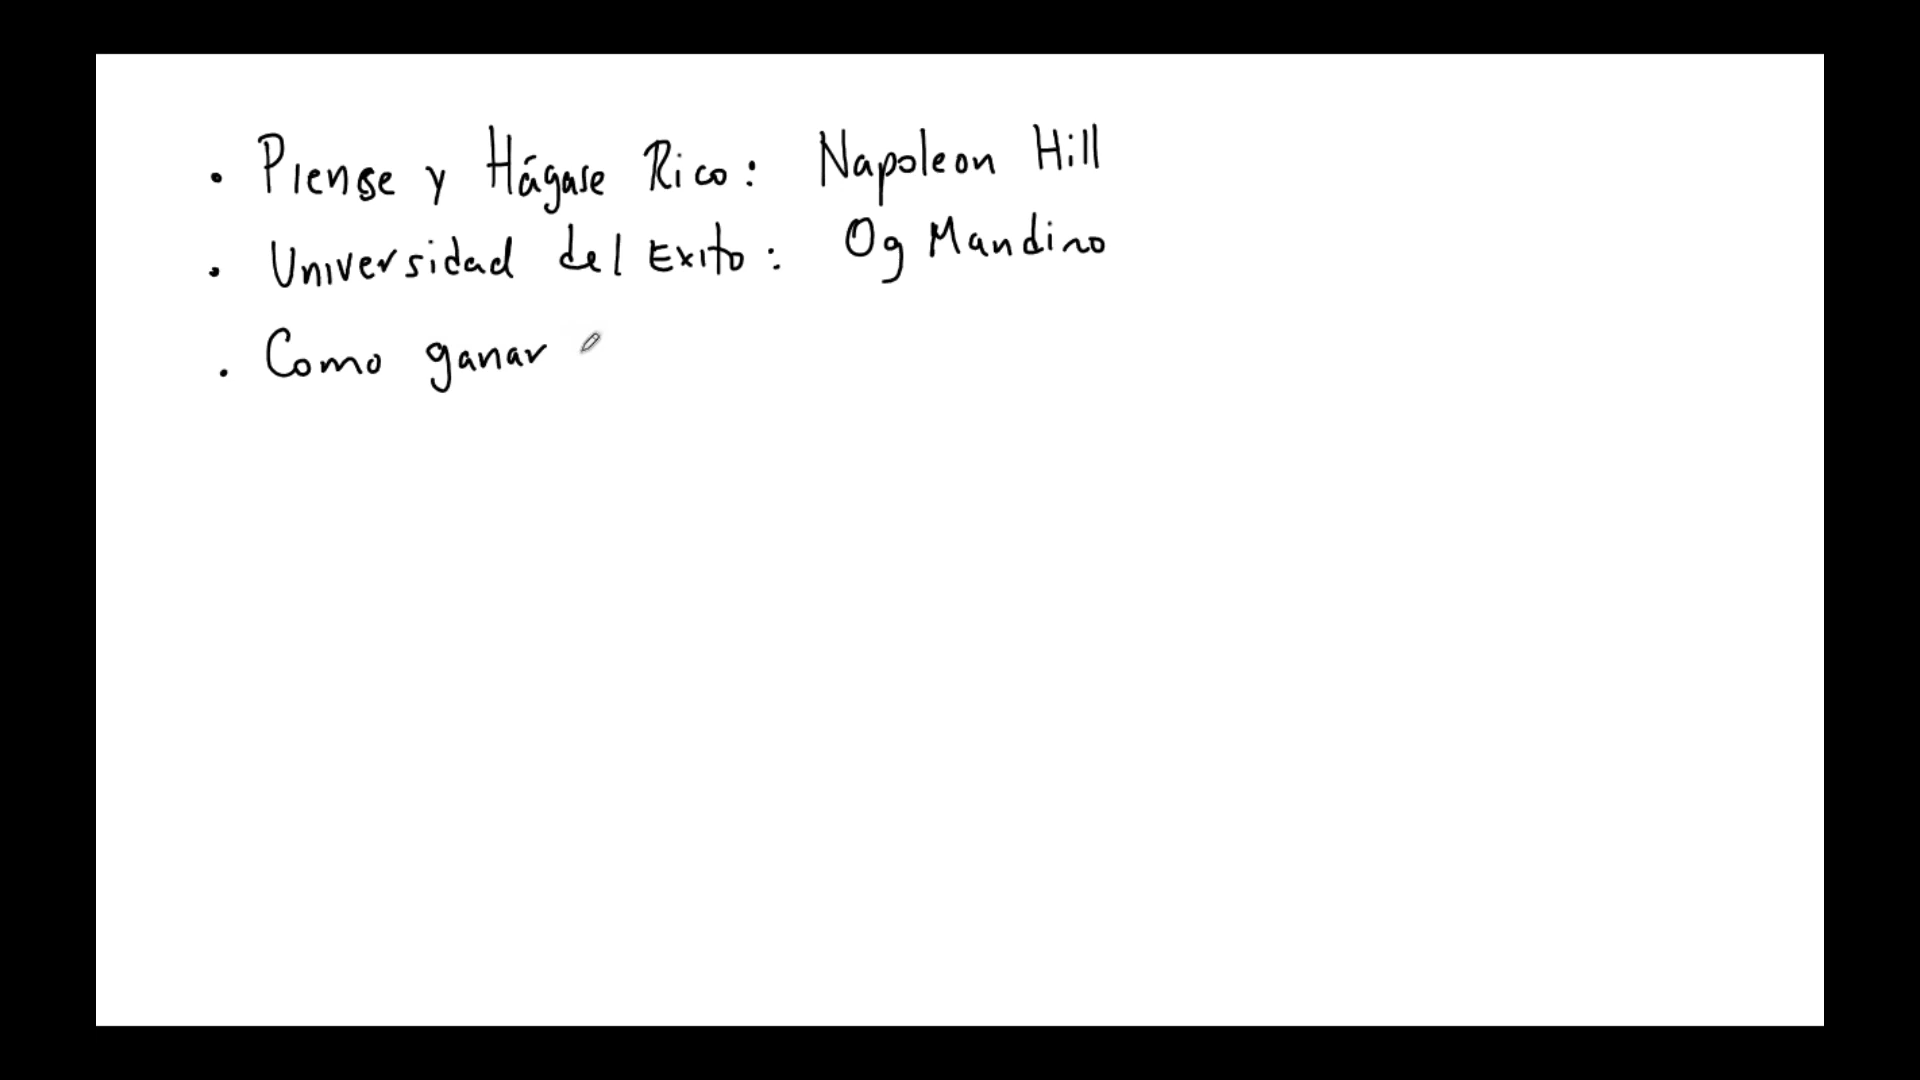 • Piense y Hágase Rico: Napoleon Hill
• Universidad del Exito: Og Mandino
• Como ganar